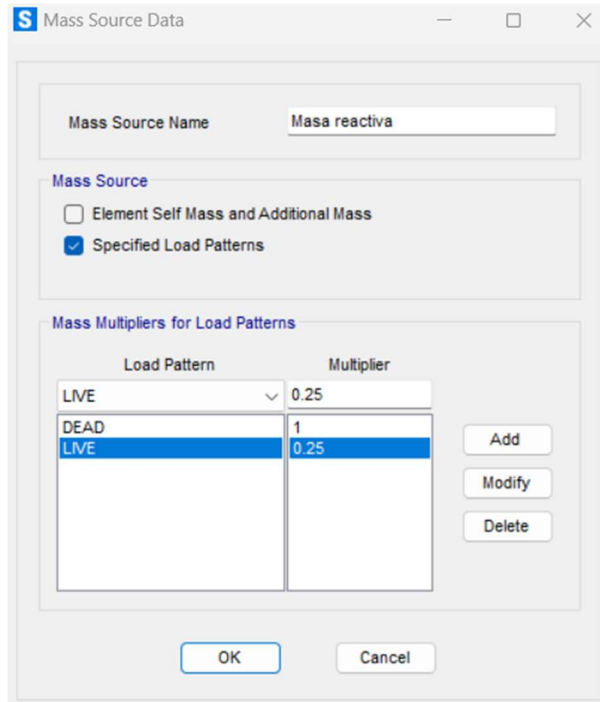 S Mass Source Data
Mass Source Name Masa reactiva
Mass Source
Element Self Mass and Additional Mass
Specified Load Patterns
Mass Multipliers for Load Patterns
Load Pattern Multiplier
LIVE 0.25
DEAD 1
LIVE 0.25
Add
Modify
Delete
OK Cancel